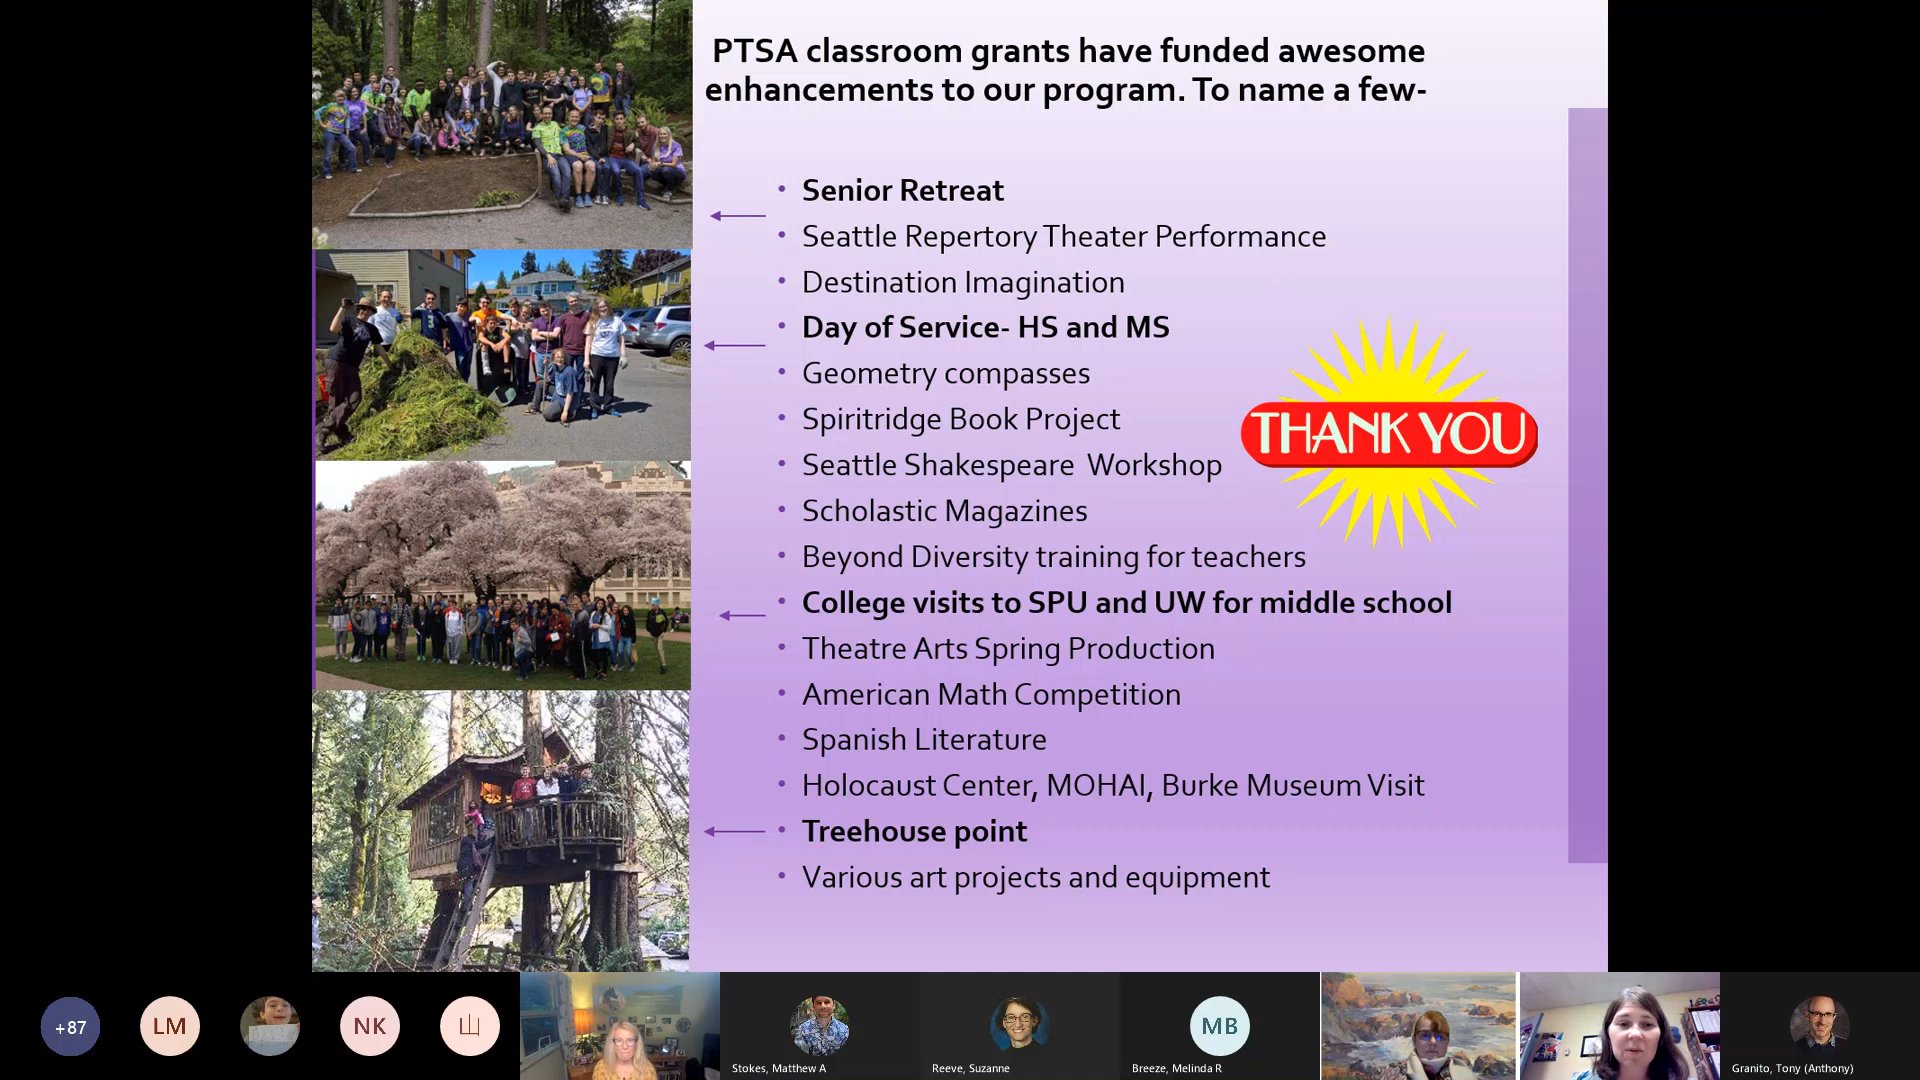 PTSA classroom grants have funded awesome
enhancements to our program. To name a few-
• Senior Retreat
• Seattle Repertory Theater Performance
• Destination Imagination
• Day of Service- HS and MS
• Geometry compasses
• Spiritridge Book Project
• Seattle Shakespeare Workshop
• Scholastic Magazines
• Beyond Diversity training for teachers
• College visits to SPU and UW for middle school
• Theatre Arts Spring Production
• American Math Competition
• Spanish Literature
• Holocaust Center, MOHAI, Burke Museum Visit
• Treehouse point
• Various art projects and equipment
THANK YOU
+87
LM
NK
山
Stokes, Matthew A
Reeve, Suzanne
MB
Breeze, Melinda R
Granito, Tony (Anthony)